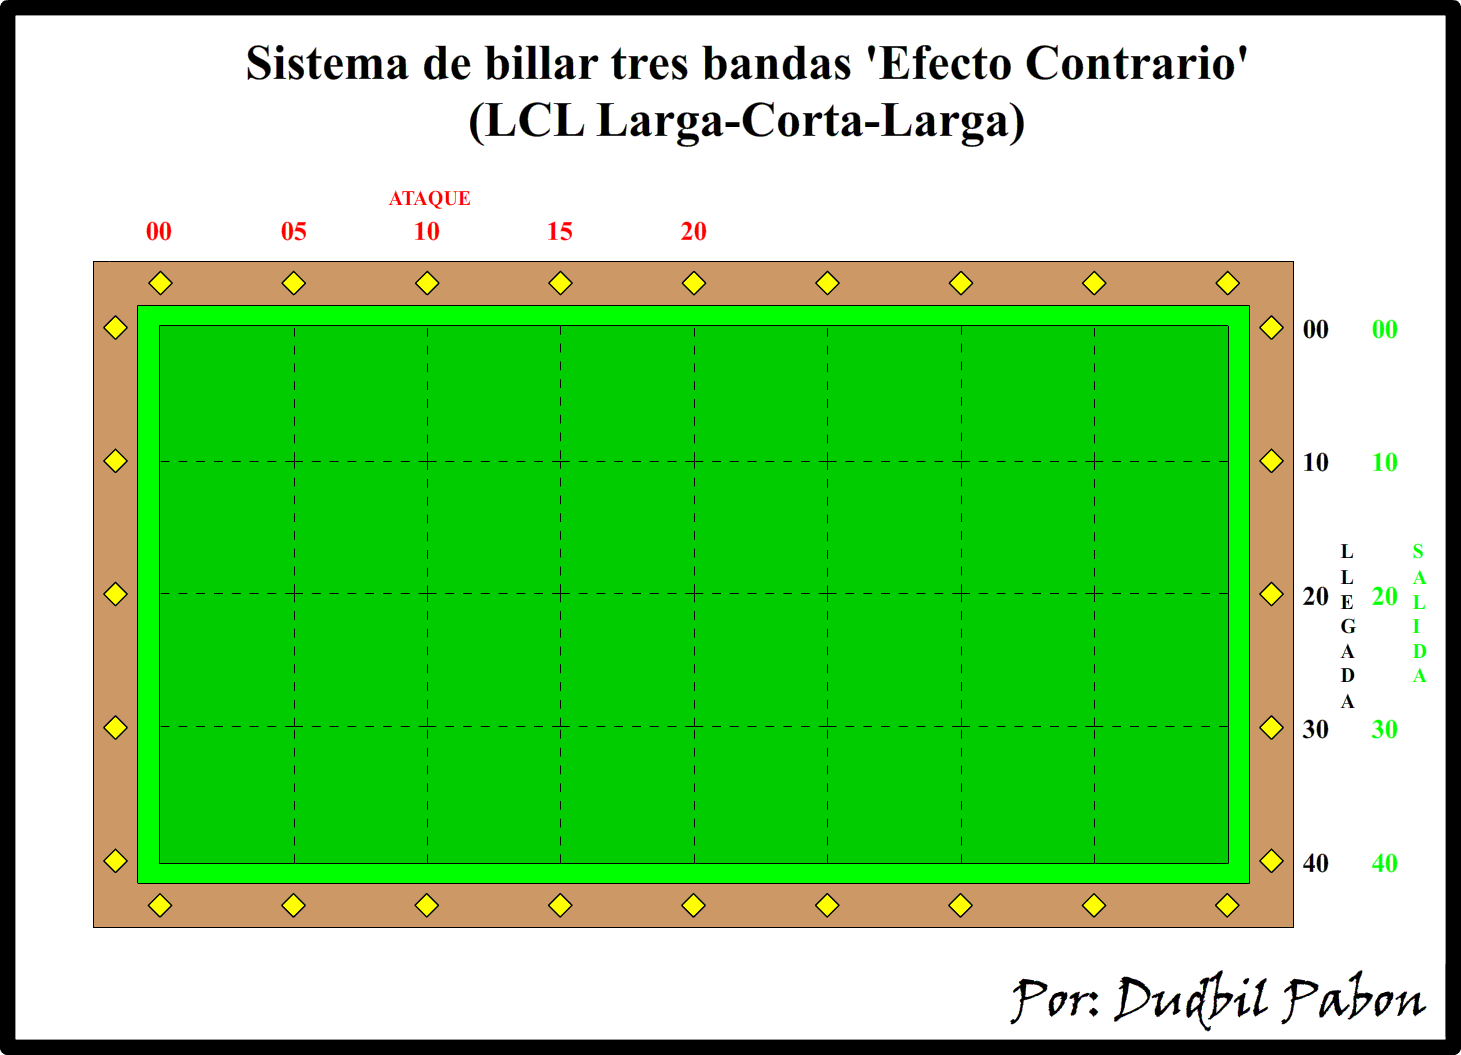 Sistema de billar tres bandas 'Efecto Contrario'
(LCL Larga-Corta-Larga)
ATAQUE
00 05 10 15 20
00 00
10 10
20 20
30 30
40 40
LLEGADA
SALIDA
Por: Dudbil Pabon